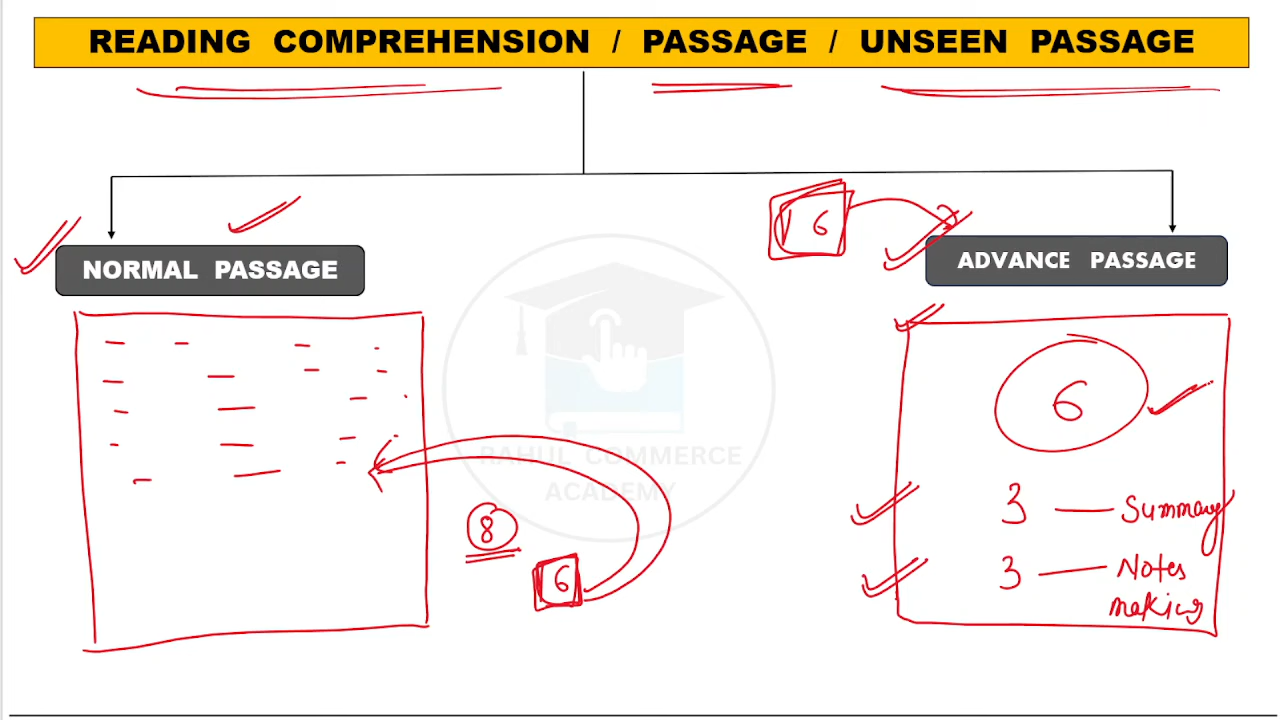 READING COMPREHENSION / PASSAGE / UNSEEN PASSAGE
6
NORMAL PASSAGE
ADVANCE PASSAGE
6
RAHUL COMMERCE
ACADEMY
8
6
3 — Summary
3 — Notes
making